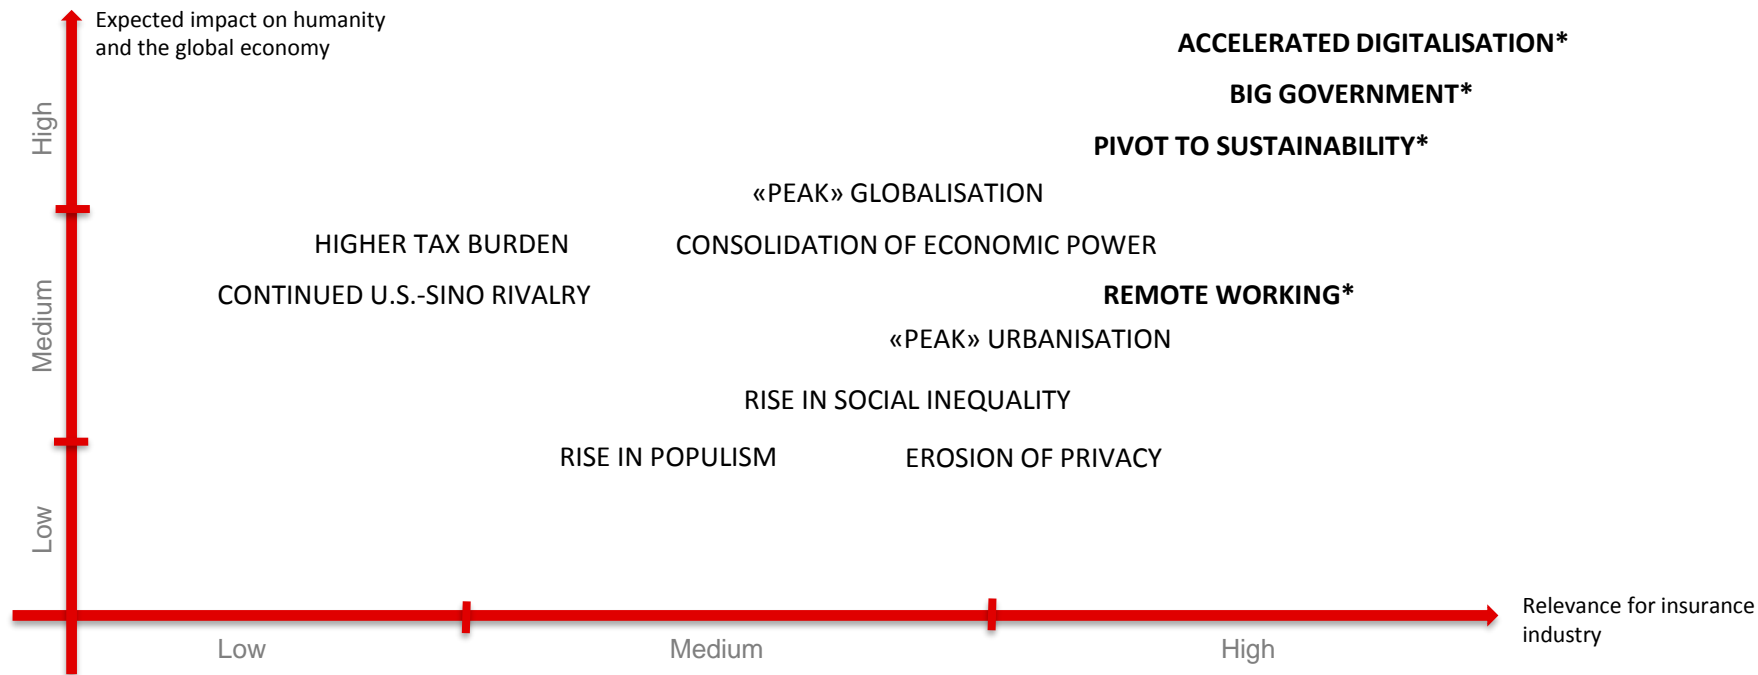 Expected impact on humanity
and the global economy
ACCELERATED DIGITALISATION*
BIG GOVERNMENT*
High
PIVOT TO SUSTAINABILITY*
«PEAK» GLOBALISATION
HIGHER TAX BURDEN
CONSOLIDATION OF ECONOMIC POWER
CONTINUED U.S.-SINO RIVALRY
REMOTE WORKING*
Medium
«PEAK» URBANISATION
RISE IN SOCIAL INEQUALITY
RISE IN POPULISM
EROSION OF PRIVACY
Low
Relevance for insurance
industry
Low
Medium
High